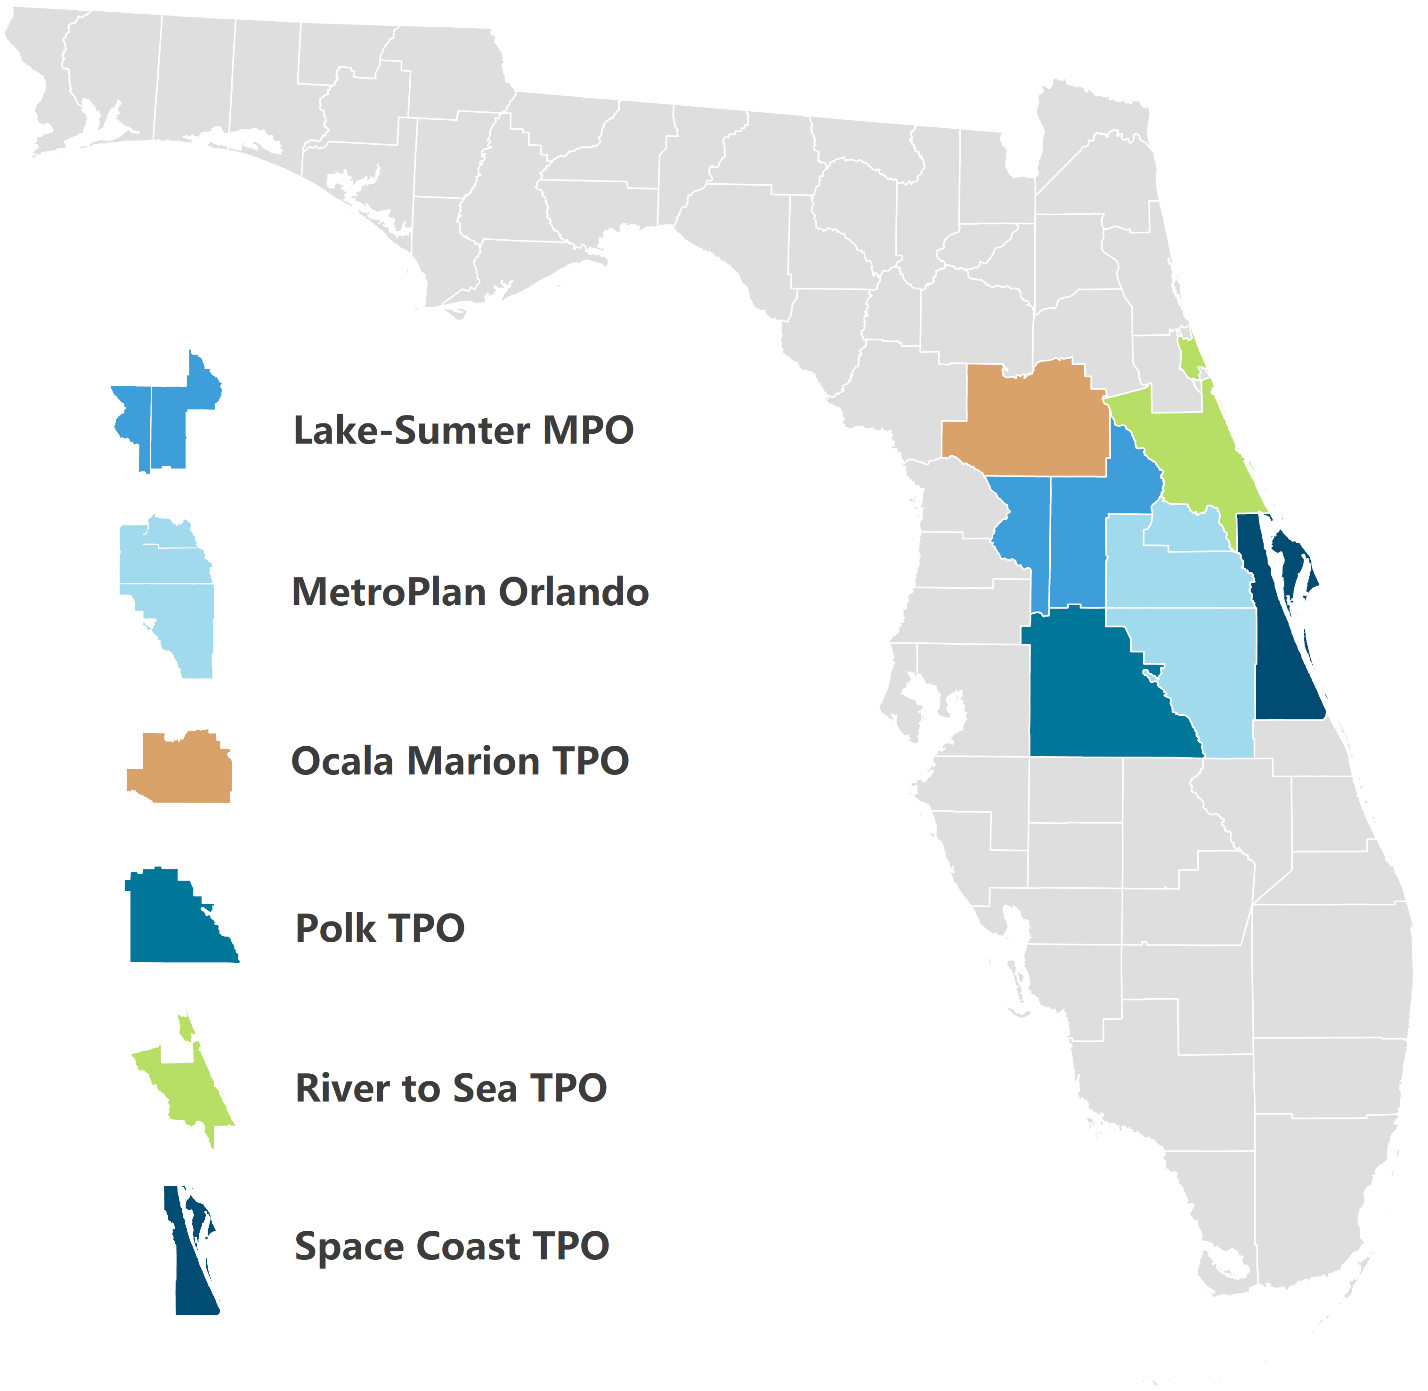 Lake-Sumter MPO
MetroPlan Orlando
Ocala Marion TPO
Polk TPO
River to Sea TPO
Space Coast TPO